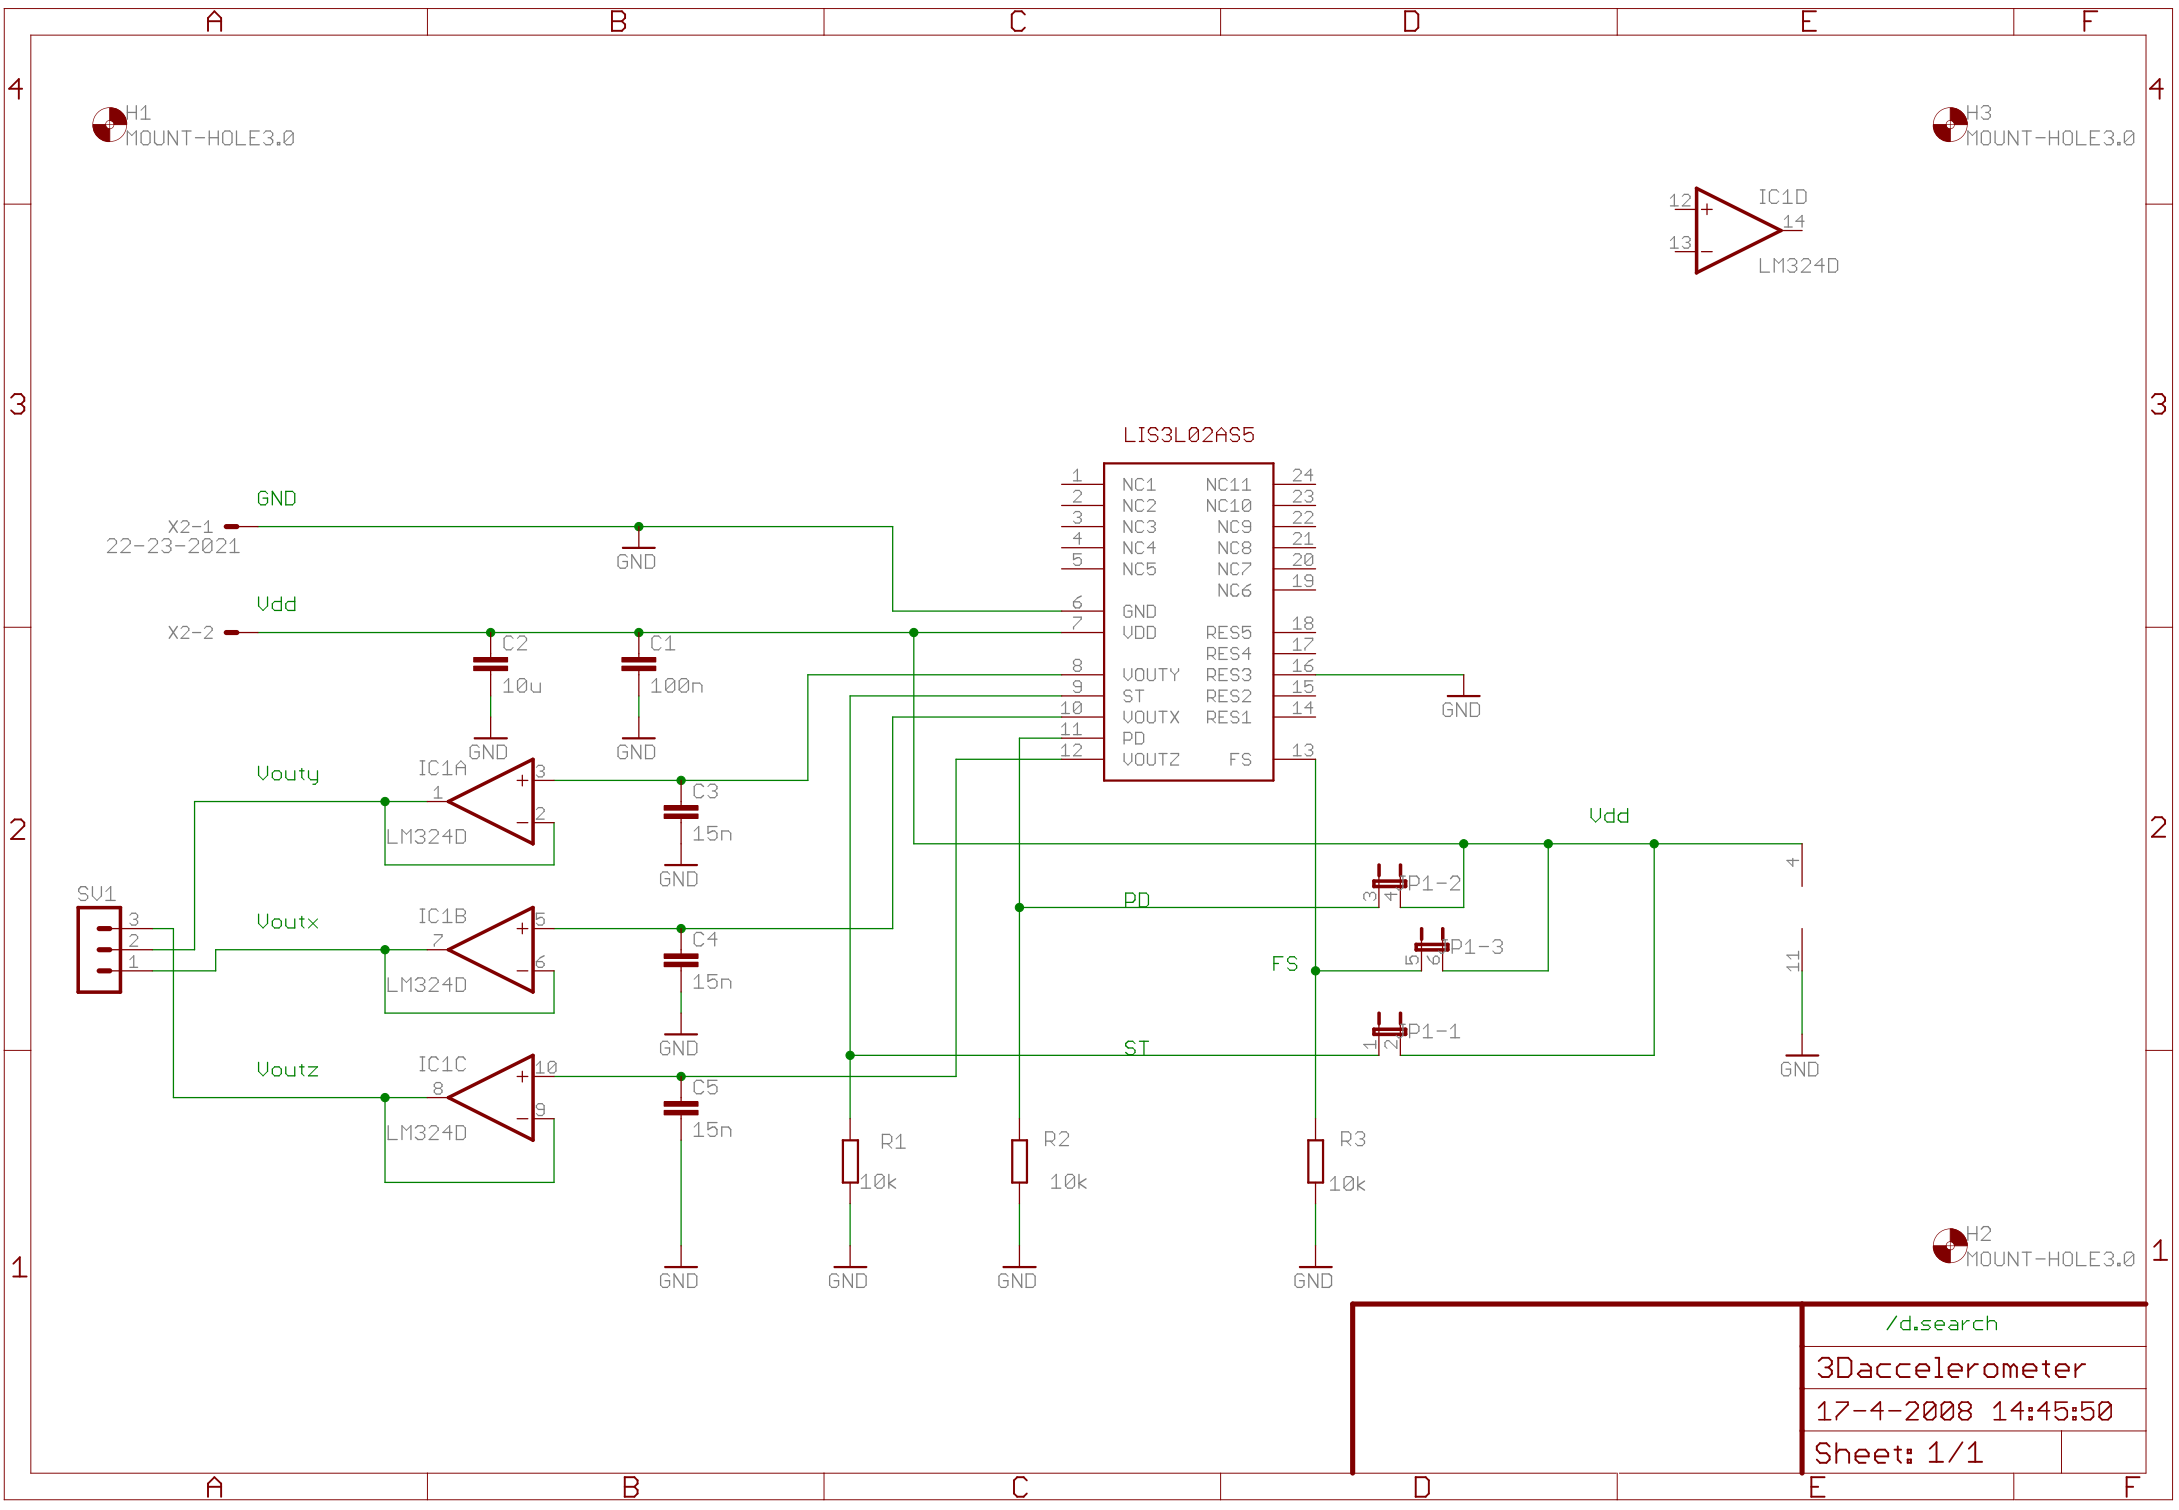 A B C D E F
4 4
H1
MOUNT-HOLE3.0
H3
MOUNT-HOLE3.0
12 + IC1D
14
13 -
LM324D
3 3
LIS3L02AS5
1 NC1 NC11 24
2 NC2 NC10 23
3 NC3 NC9 22
4 NC4 NC8 21
5 NC5 NC7 20
NC6 19
6 GND
7 VDD RES5 18
RES4 17
8 VOUTY RES3 16
9 ST RES2 15
10 VOUTX RES1 14
11 PD
12 VOUTZ FS 13
GND
X2-1
22-23-2021
GND
Vdd
X2-2
C2
10u
GND
C1
100n
GND
GND
Vouty
IC1A
3 +
1
2 -
LM324D
C3
15n
GND
2 2
Vdd
4
11
GND
PD
3 4 JP1-2
FS
5 6 JP1-3
ST
1 2 JP1-1
SV1
3
2
1
Voutx
IC1B
5 +
7
6 -
LM324D
C4
15n
GND
Voutz
IC1C
10 +
8
9 -
LM324D
C5
15n
GND
R1
10k
GND
R2
10k
GND
R3
10k
GND
H2
MOUNT-HOLE3.0
1 1
/d.search
3Daccelerometer
17-4-2008 14:45:50
Sheet: 1/1
A B C D E F